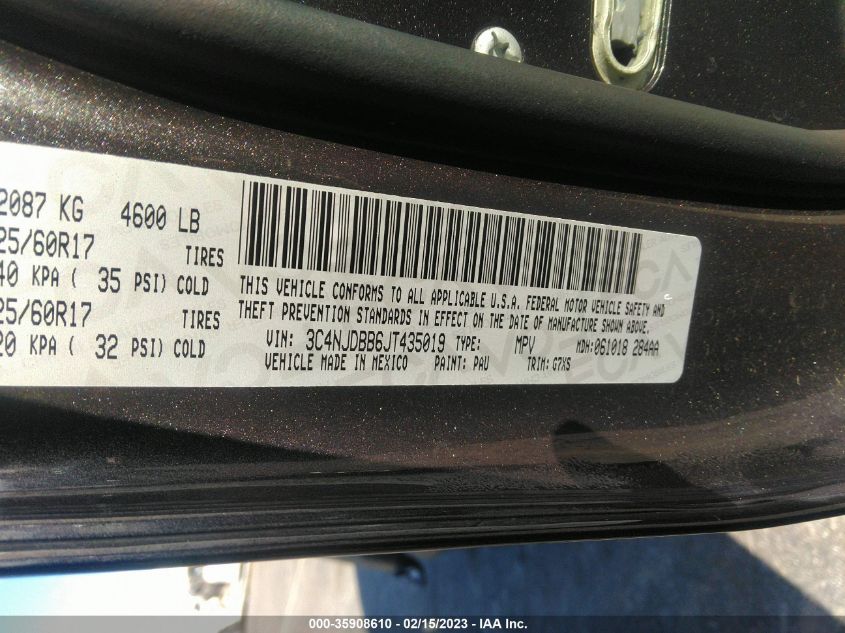 2087 KG 4600 LB
25/60R17 TIRES
40 KPA ( 35 PSI) COLD
25/60R17 TIRES
20 KPA ( 32 PSI) COLD
THIS VEHICLE CONFORMS TO ALL APPLICABLE U.S.A. FEDERAL MOTOR VEHICLE SAFETY AND
THEFT PREVENTION STANDARDS IN EFFECT ON THE DATE OF MANUFACTURE SHOWN ABOVE.
VIN: 3C4NJDBB6JT435019 TYPE: MPV MDH:061018 284AA
VEHICLE MADE IN MEXICO PAINT: PAU TRIM: G7XS
000-35908610 - 02/15/2023 - IAA Inc.